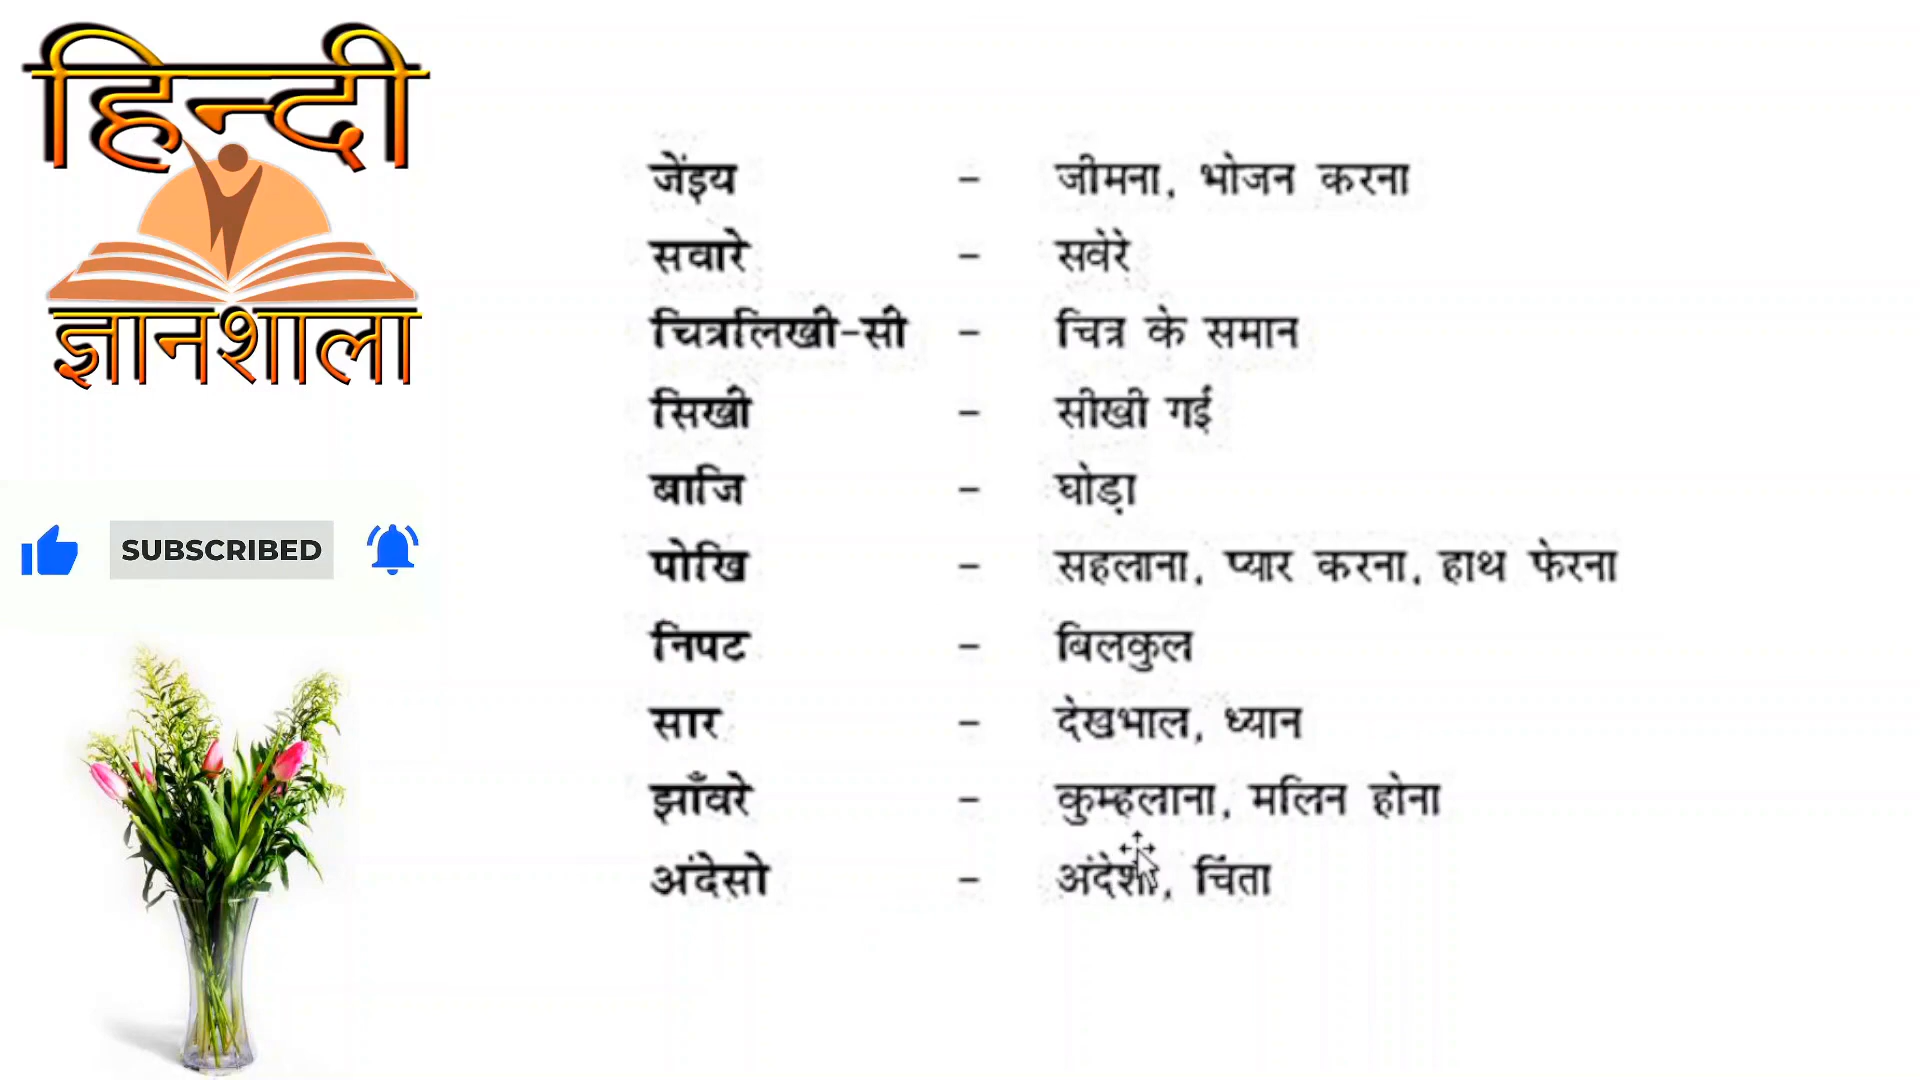 हिन्दी
ज्ञानशाला
SUBSCRIBED
जेंइय - जीमना, भोजन करना
सवारे - सवेरे
चित्रलिखी-सी - चित्र के समान
सिखी - सीखी गई
बाजि - घोड़ा
पोखि - सहलाना, प्यार करना, हाथ फेरना
निपट - बिलकुल
सार - देखभाल, ध्यान
झाँवरे - कुम्हलाना, मलिन होना
अंदेसो - अंदेशा, चिंता